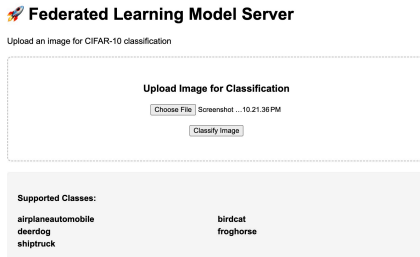 🚀 Federated Learning Model Server
Upload an image for CIFAR-10 classification
Upload Image for Classification
Choose File Screenshot ...10.21.36 PM
Classify Image
Supported Classes:
airplaneautomobile birdcat
deerdog froghorse
shiptruck